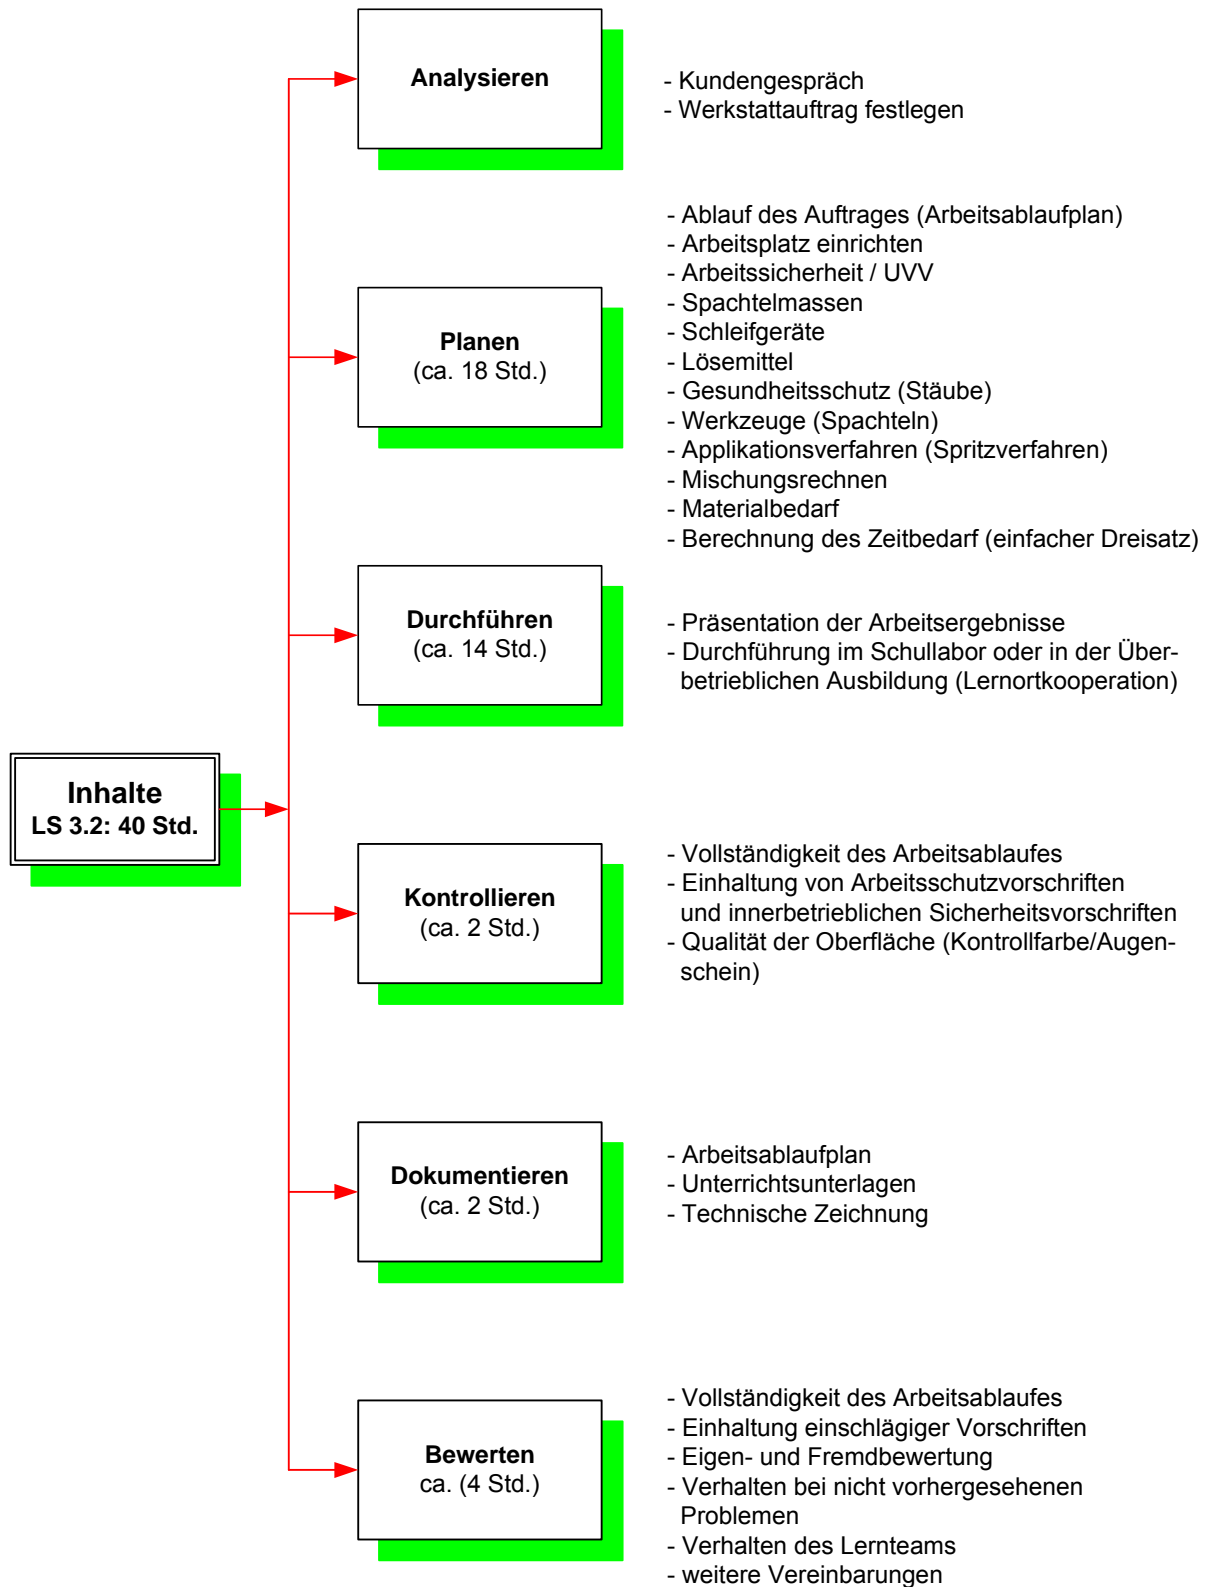 Analysieren
- Kundengespräch
- Werkstattauftrag festlegen
Planen
(ca. 18 Std.)
- Ablauf des Auftrages (Arbeitsablaufplan)
- Arbeitsplatz einrichten
- Arbeitssicherheit / UVV
- Spachtelmassen
- Schleifgeräte
- Lösemittel
- Gesundheitsschutz (Stäube)
- Werkzeuge (Spachteln)
- Applikationsverfahren (Spritzverfahren)
- Mischungsrechnen
- Materialbedarf
- Berechnung des Zeitbedarf (einfacher Dreisatz)
Durchführen
(ca. 14 Std.)
- Präsentation der Arbeitsergebnisse
- Durchführung im Schullabor oder in der Über-
betrieblichen Ausbildung (Lernortkooperation)
Inhalte
LS 3.2: 40 Std.
Kontrollieren
(ca. 2 Std.)
- Vollständigkeit des Arbeitsablaufes
- Einhaltung von Arbeitsschutzvorschriften
und innerbetrieblichen Sicherheitsvorschriften
- Qualität der Oberfläche (Kontrollfarbe/Augen-
schein)
Dokumentieren
(ca. 2 Std.)
- Arbeitsablaufplan
- Unterrichtsunterlagen
- Technische Zeichnung
Bewerten
ca. (4 Std.)
- Vollständigkeit des Arbeitsablaufes
- Einhaltung einschlägiger Vorschriften
- Eigen- und Fremdbewertung
- Verhalten bei nicht vorhergesehenen
Problemen
- Verhalten des Lernteams
- weitere Vereinbarungen